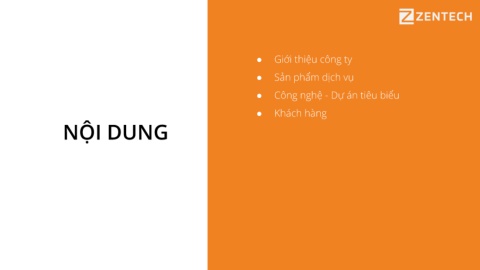 ZENTECH
NỘI DUNG
● Giới thiệu công ty
● Sản phẩm dịch vụ
● Công nghệ - Dự án tiêu biểu
● Khách hàng